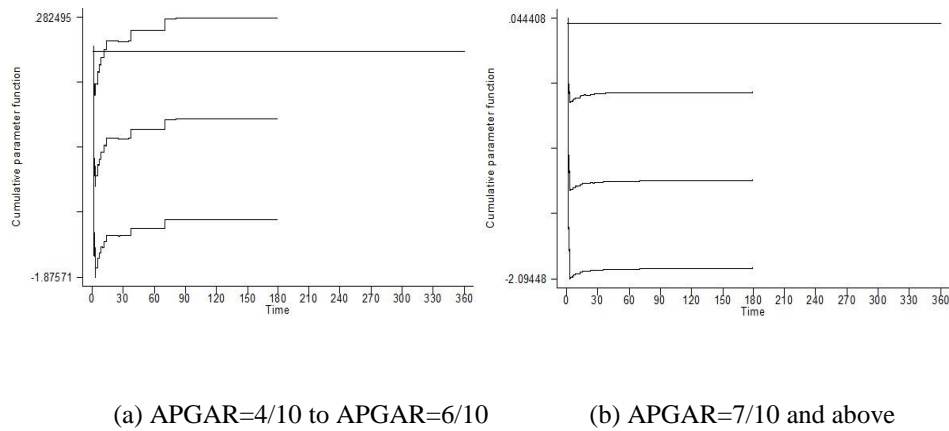 .282495
Cumulative parameter function
-1.87571
0 30 60 90 120 150 180 210 240 270 300 330 360
Time
.044408
Cumulative parameter function
-2.09448
0 30 60 90 120 150 180 210 240 270 300 330 360
Time
(a) APGAR=4/10 to APGAR=6/10
(b) APGAR=7/10 and above